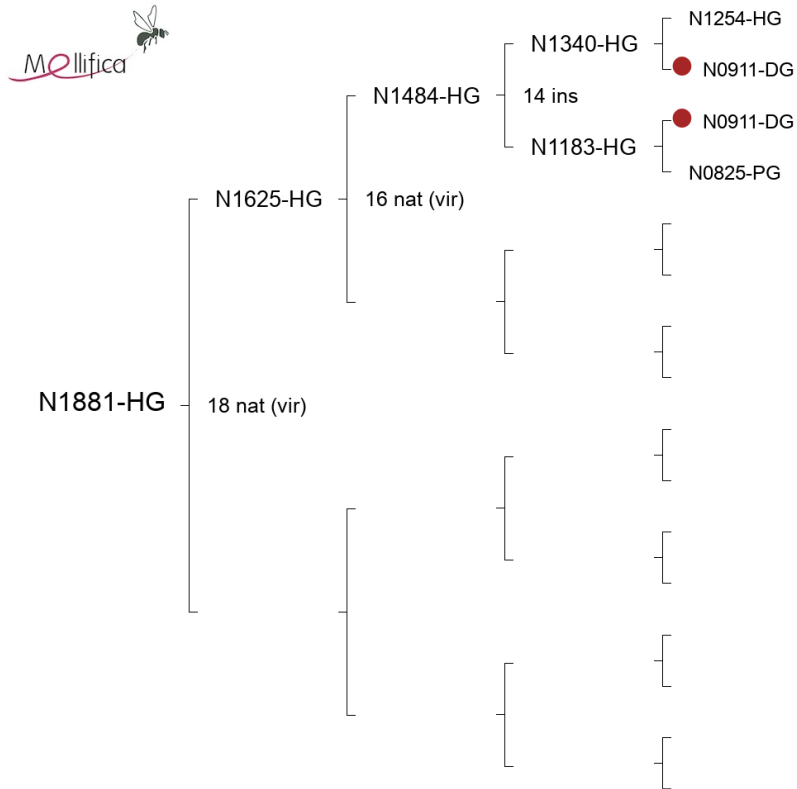 Mellifica
N1254-HG
N1340-HG
N0911-DG
N1484-HG
14 ins
N0911-DG
N1183-HG
N0825-PG
N1625-HG
16 nat (vir)
N1881-HG
18 nat (vir)